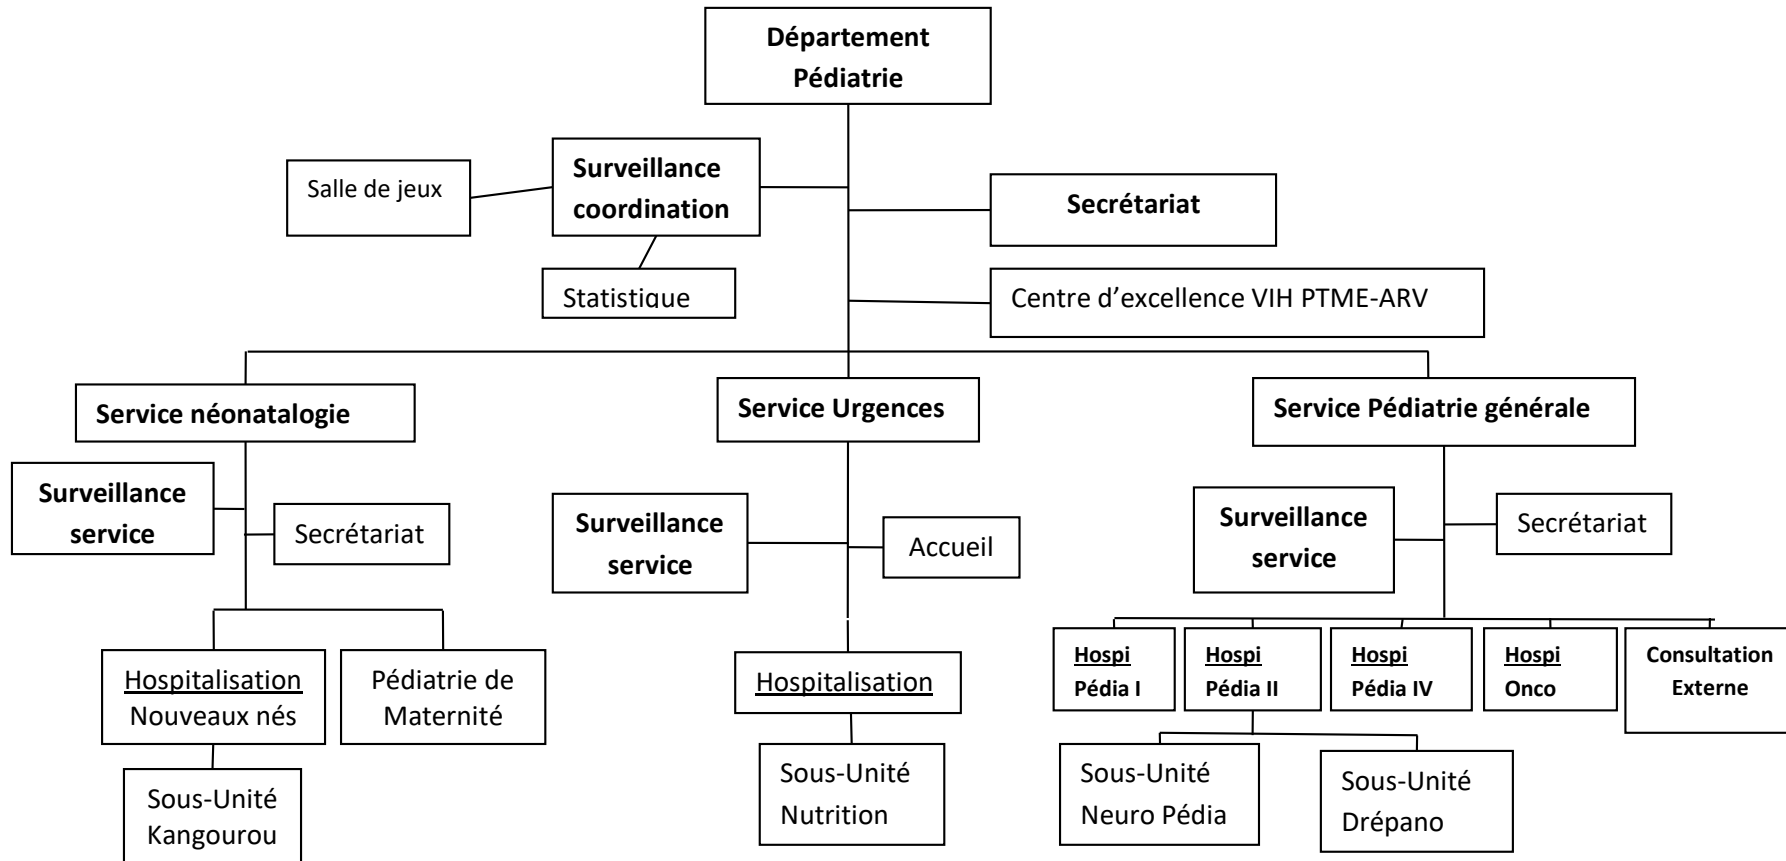 Département
Pédiatrie
Salle de jeux
Surveillance
coordination
Secrétariat
Statistique
Centre d’excellence VIH PTME-ARV
Service néonatalogie
Service Urgences
Service Pédiatrie générale
Surveillance
service
Secrétariat
Surveillance
service
Accueil
Surveillance
service
Secrétariat
Hospitalisation
Nouveaux nés
Pédiatrie de
Maternité
Hospitalisation
Hospi
Pédia I
Hospi
Pédia II
Hospi
Pédia IV
Hospi
Onco
Consultation
Externe
Sous-Unité
Kangourou
Sous-Unité
Nutrition
Sous-Unité
Neuro Pédia
Sous-Unité
Drépano